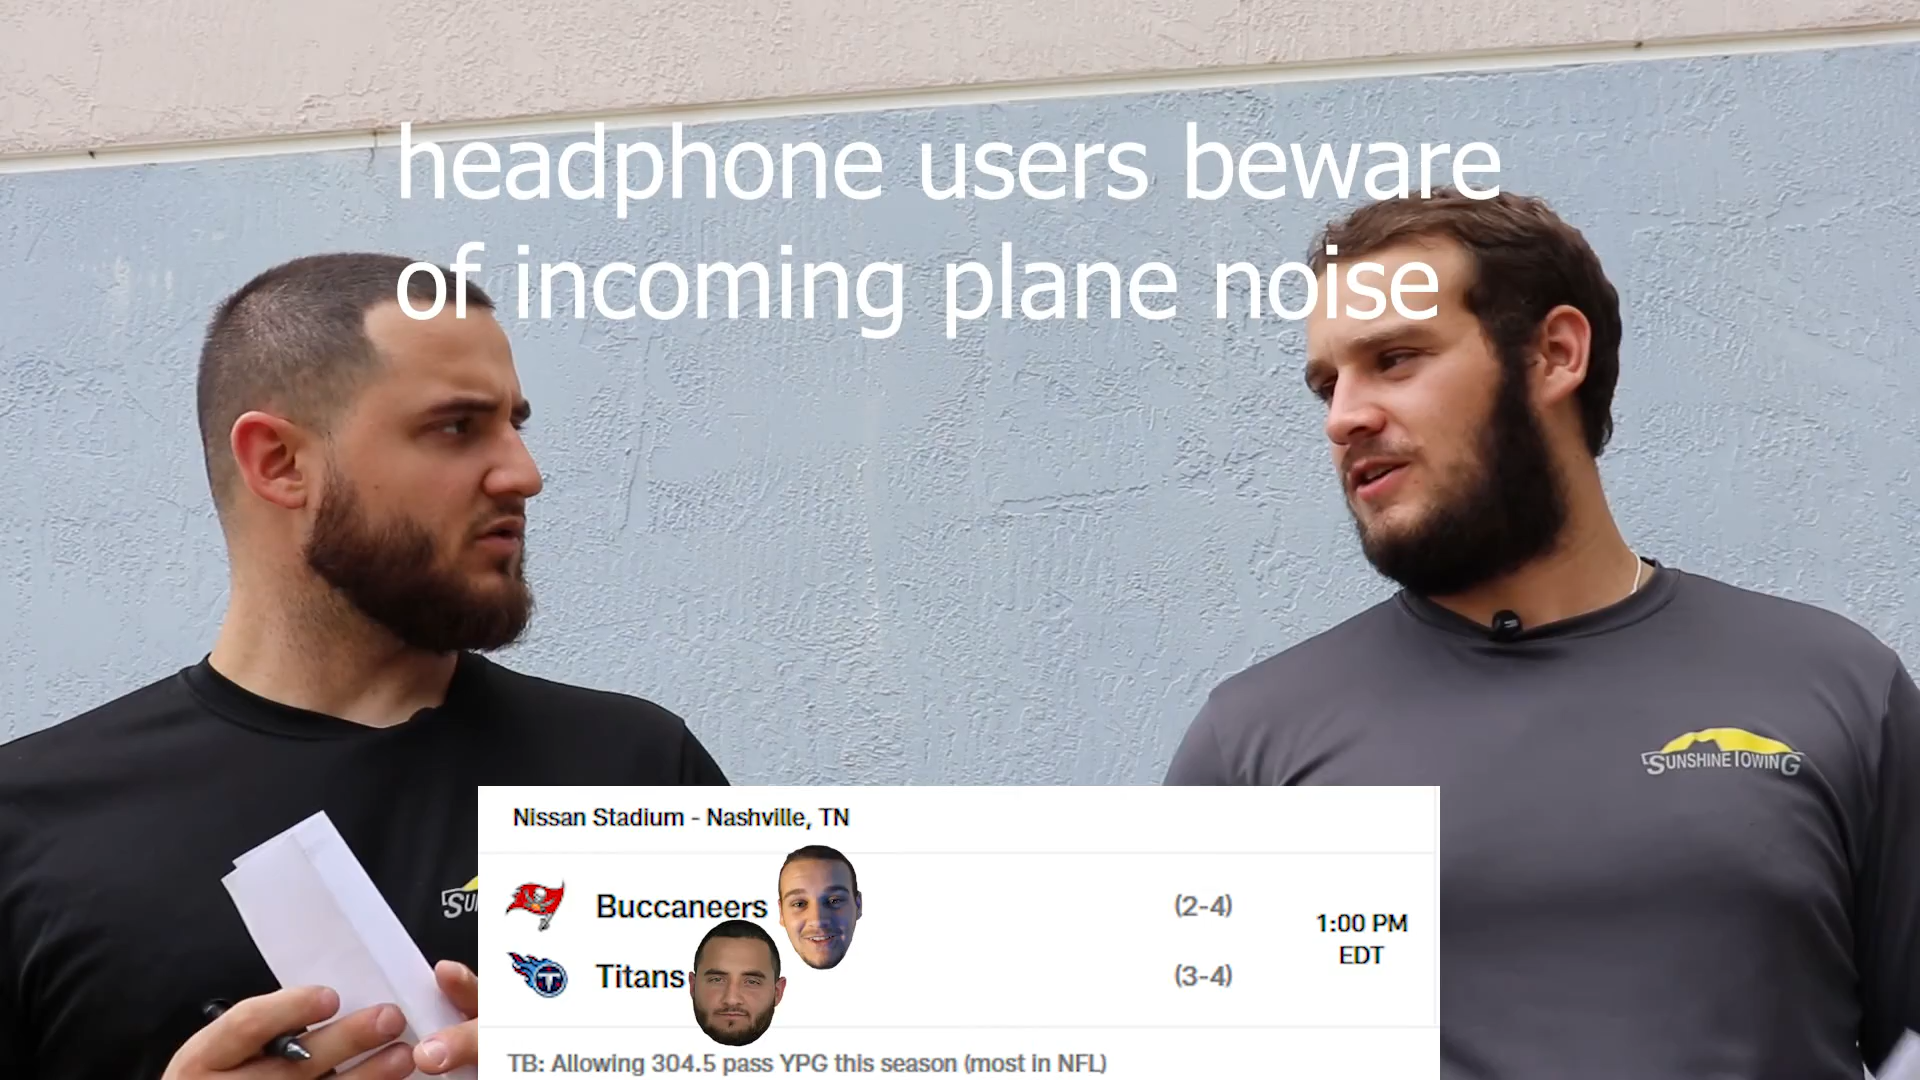 headphone users beware
of incoming plane noise
SUNSHINE TOWING
SU
Nissan Stadium - Nashville, TN
Buccaneers
(2-4)
1:00 PM
EDT
Titans
(3-4)
TB: Allowing 304.5 pass YPG this season (most in NFL)